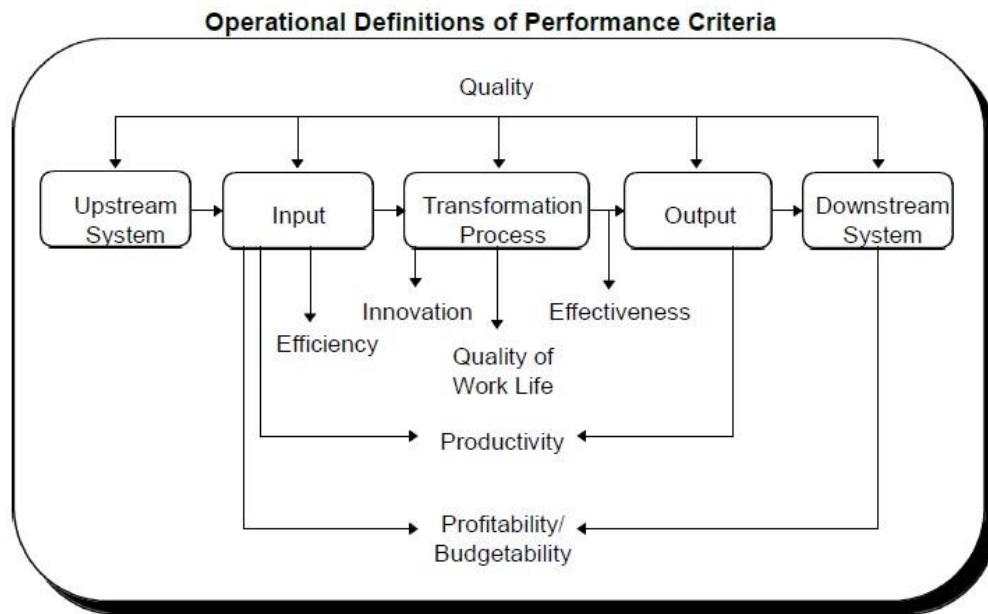 Operational Definitions of Performance Criteria
Quality
Upstream
System
Input
Transformation
Process
Output
Downstream
System
Innovation
Effectiveness
Efficiency
Quality of
Work Life
Productivity
Profitability/
Budgetability